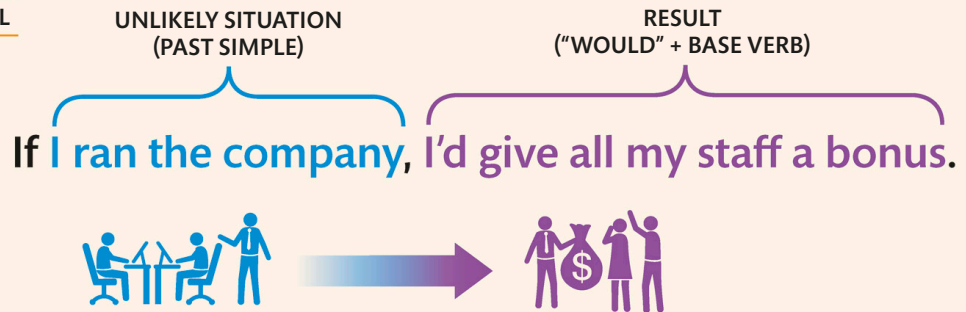 L
UNLIKELY SITUATION
(PAST SIMPLE)
RESULT
(“WOULD” + BASE VERB)
If I ran the company, I’d give all my staff a bonus.
$